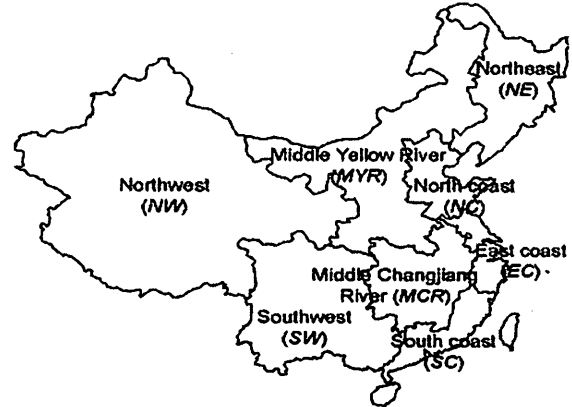 Northeast
(NE)
Middle Yellow River
(MYR)
Northwest
(NW)
North coast
(NC)
East coast
(EC)
Middle Changjiang
River (MCR)
Southwest
(SW)
South coast
(SC)